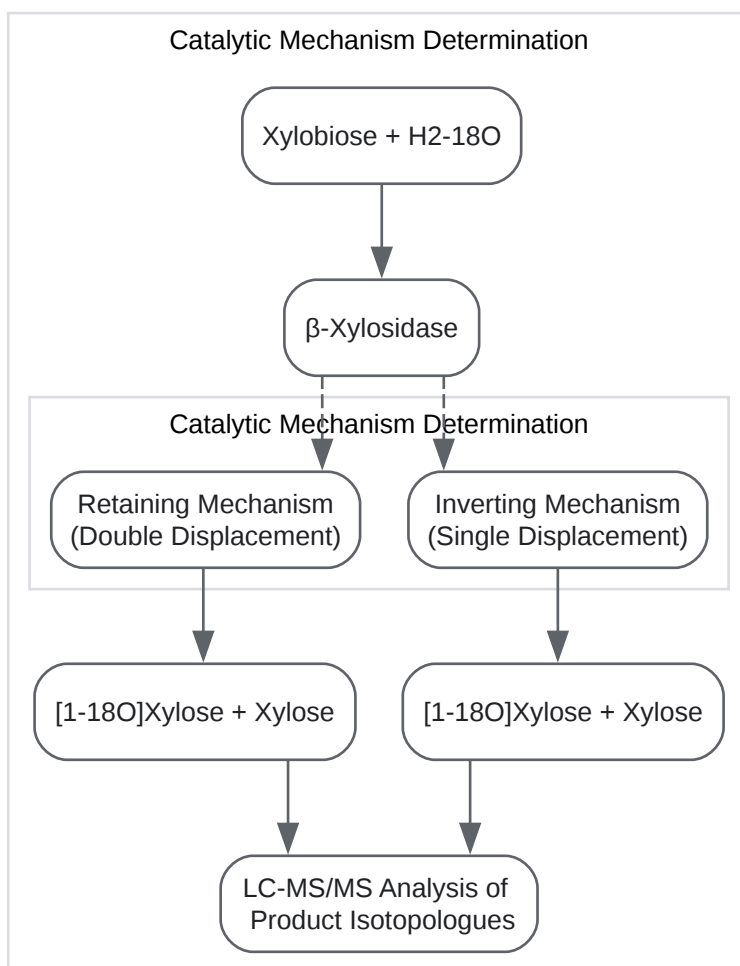 Catalytic Mechanism Determination
Xylobiose + H2-18O
β-Xylosidase
Catalytic Mechanism Determination
Retaining Mechanism
(Double Displacement)
Inverting Mechanism
(Single Displacement)
[1-18O]Xylose + Xylose
[1-18O]Xylose + Xylose
LC-MS/MS Analysis of
Product Isotopologues